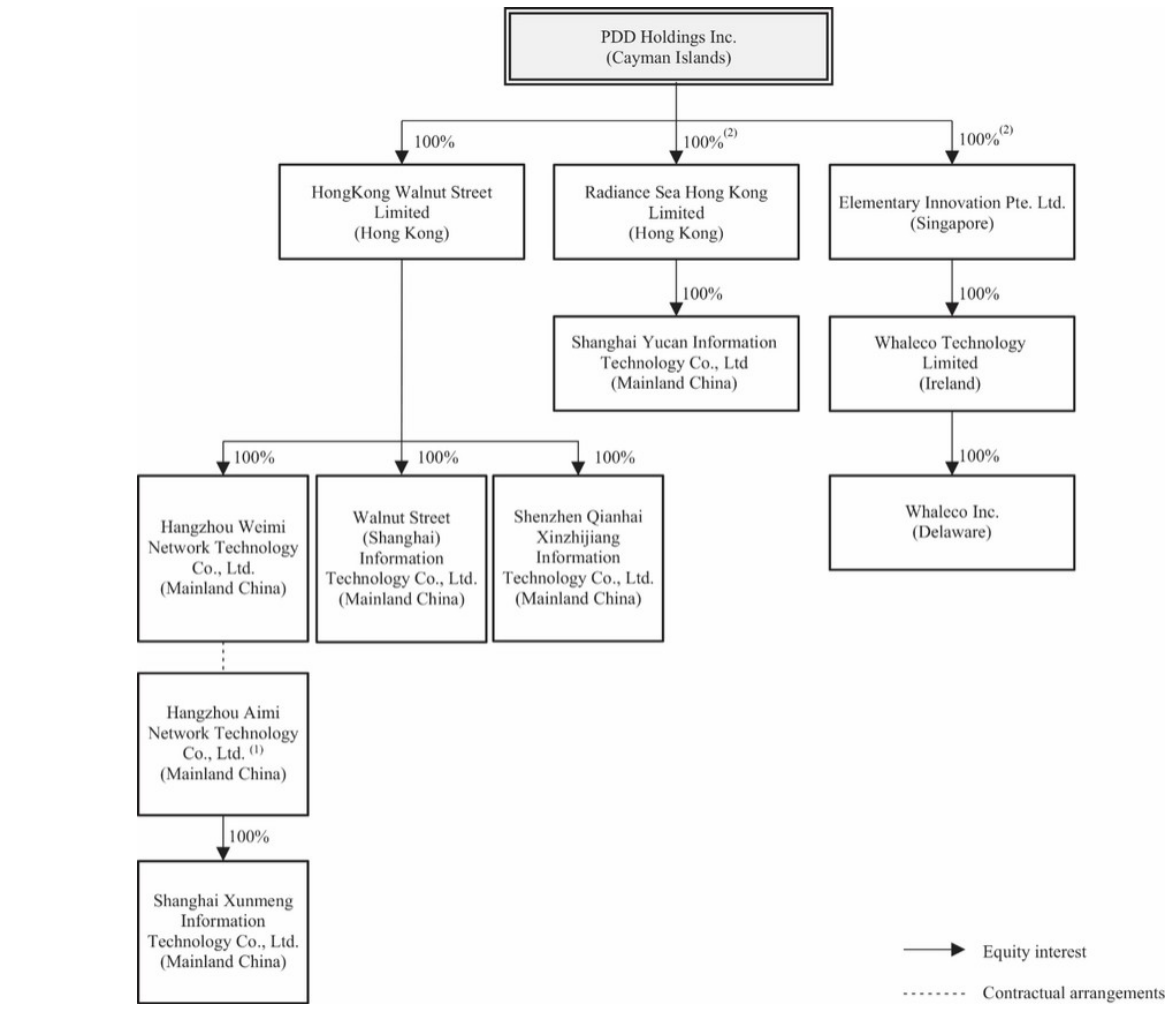 PDD Holdings Inc.
(Cayman Islands)
100%
100%(2)
100%(2)
HongKong Walnut Street
Limited
(Hong Kong)
Radiance Sea Hong Kong
Limited
(Hong Kong)
Elementary Innovation Pte. Ltd.
(Singapore)
100%
100%
Shanghai Yucan Information
Technology Co., Ltd
(Mainland China)
Whaleco Technology
Limited
(Ireland)
100%
100%
100%
100%
Hangzhou Weimi
Network Technology
Co., Ltd.
(Mainland China)
Walnut Street
(Shanghai)
Information
Technology Co., Ltd.
(Mainland China)
Shenzhen Qianhai
Xinzhijiang
Information
Technology Co., Ltd.
(Mainland China)
Whaleco Inc.
(Delaware)
Hangzhou Aimi
Network Technology
Co., Ltd. (1)
(Mainland China)
100%
Shanghai Xunmeng
Information
Technology Co., Ltd.
(Mainland China)
Equity interest
Contractual arrangements